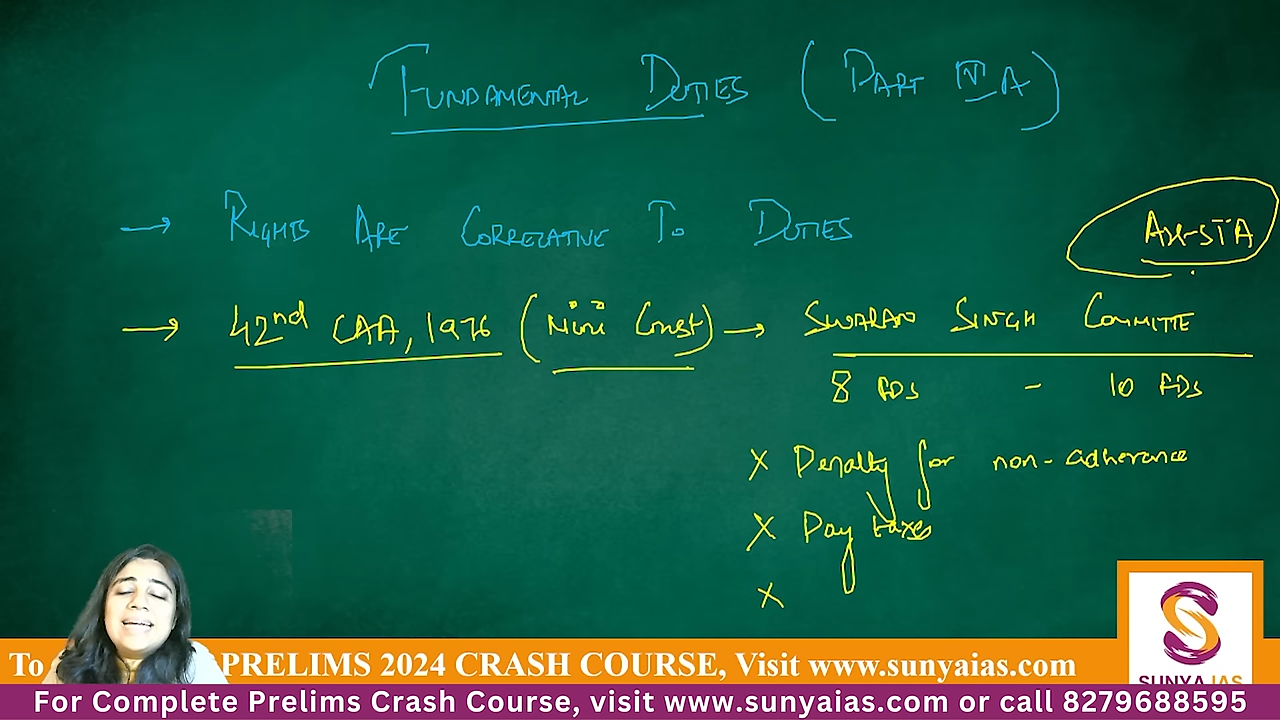 FUNDAMENTAL DUTIES (PART IV A)
→ RIGHTS ARE CORRELATIVE TO DUTIES
Art-51A
→ 42nd CAA, 1976 (Mini Const) → SWARAN SINGH COMMITTE
8 FDs - 10 FDs
X Penalty for non-adherance
X Pay taxes
X
To PRELIMS 2024 CRASH COURSE, Visit www.sunyaias.com
SUNYA IAS
For Complete Prelims Crash Course, visit www.sunyaias.com or call 8279688595